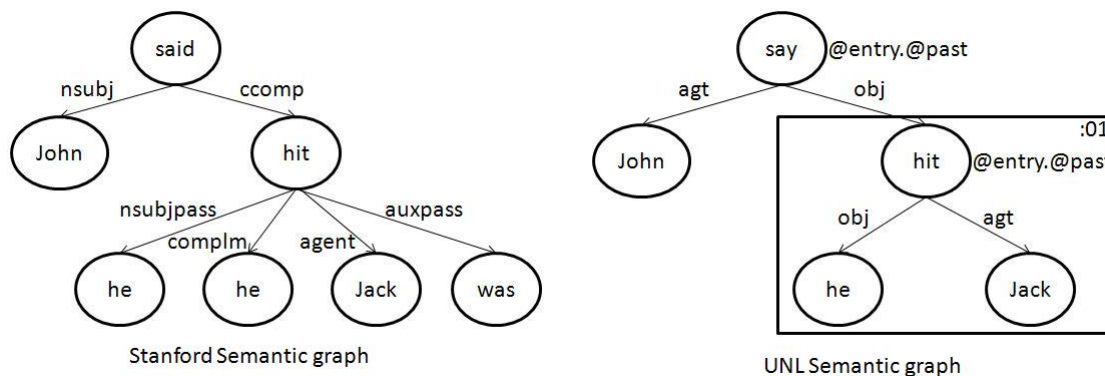 said
nsubj
ccomp
John
hit
nsubjpass
complm
agent
auxpass
he
he
Jack
was
Stanford Semantic graph
say @entry.@past
agt
obj
:01
John
hit @entry.@past
obj
agt
he
Jack
UNL Semantic graph